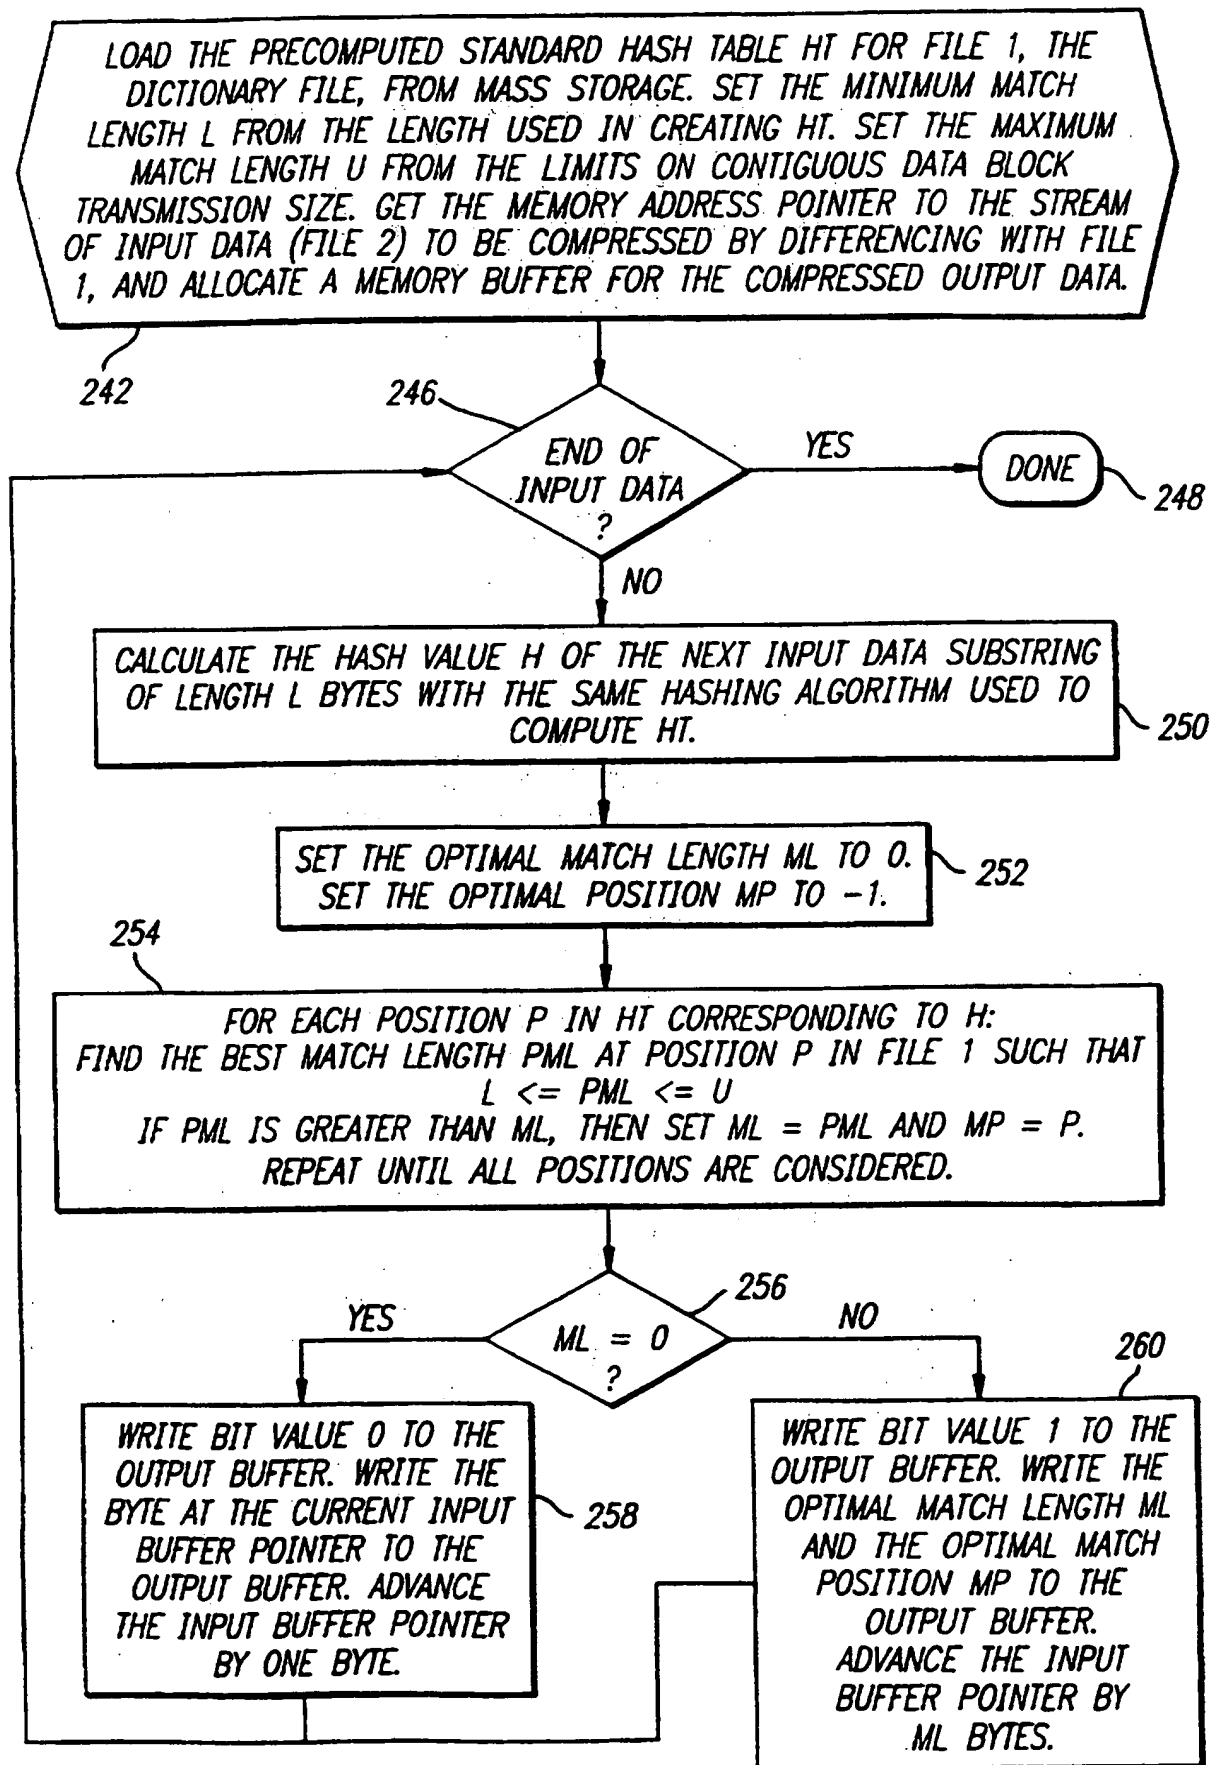 LOAD THE PRECOMPUTED STANDARD HASH TABLE HT FOR FILE 1, THE
DICTIONARY FILE, FROM MASS STORAGE. SET THE MINIMUM MATCH
LENGTH L FROM THE LENGTH USED IN CREATING HT. SET THE MAXIMUM
MATCH LENGTH U FROM THE LIMITS ON CONTIGUOUS DATA BLOCK
TRANSMISSION SIZE. GET THE MEMORY ADDRESS POINTER TO THE STREAM
OF INPUT DATA (FILE 2) TO BE COMPRESSED BY DIFFERENCING WITH FILE
1, AND ALLOCATE A MEMORY BUFFER FOR THE COMPRESSED OUTPUT DATA.
242
246
END OF
INPUT DATA
?
YES
DONE
248
NO
CALCULATE THE HASH VALUE H OF THE NEXT INPUT DATA SUBSTRING
OF LENGTH L BYTES WITH THE SAME HASHING ALGORITHM USED TO
COMPUTE HT.
250
SET THE OPTIMAL MATCH LENGTH ML TO 0.
SET THE OPTIMAL POSITION MP TO -1.
252
254
FOR EACH POSITION P IN HT CORRESPONDING TO H:
FIND THE BEST MATCH LENGTH PML AT POSITION P IN FILE 1 SUCH THAT
L <= PML <= U
IF PML IS GREATER THAN ML, THEN SET ML = PML AND MP = P.
REPEAT UNTIL ALL POSITIONS ARE CONSIDERED.
256
YES
ML = 0
?
NO
WRITE BIT VALUE 0 TO THE
OUTPUT BUFFER. WRITE THE
BYTE AT THE CURRENT INPUT
BUFFER POINTER TO THE
OUTPUT BUFFER. ADVANCE
THE INPUT BUFFER POINTER
BY ONE BYTE.
258
260
WRITE BIT VALUE 1 TO THE
OUTPUT BUFFER. WRITE THE
OPTIMAL MATCH LENGTH ML
AND THE OPTIMAL MATCH
POSITION MP TO THE
OUTPUT BUFFER.
ADVANCE THE INPUT
BUFFER POINTER BY
ML BYTES.